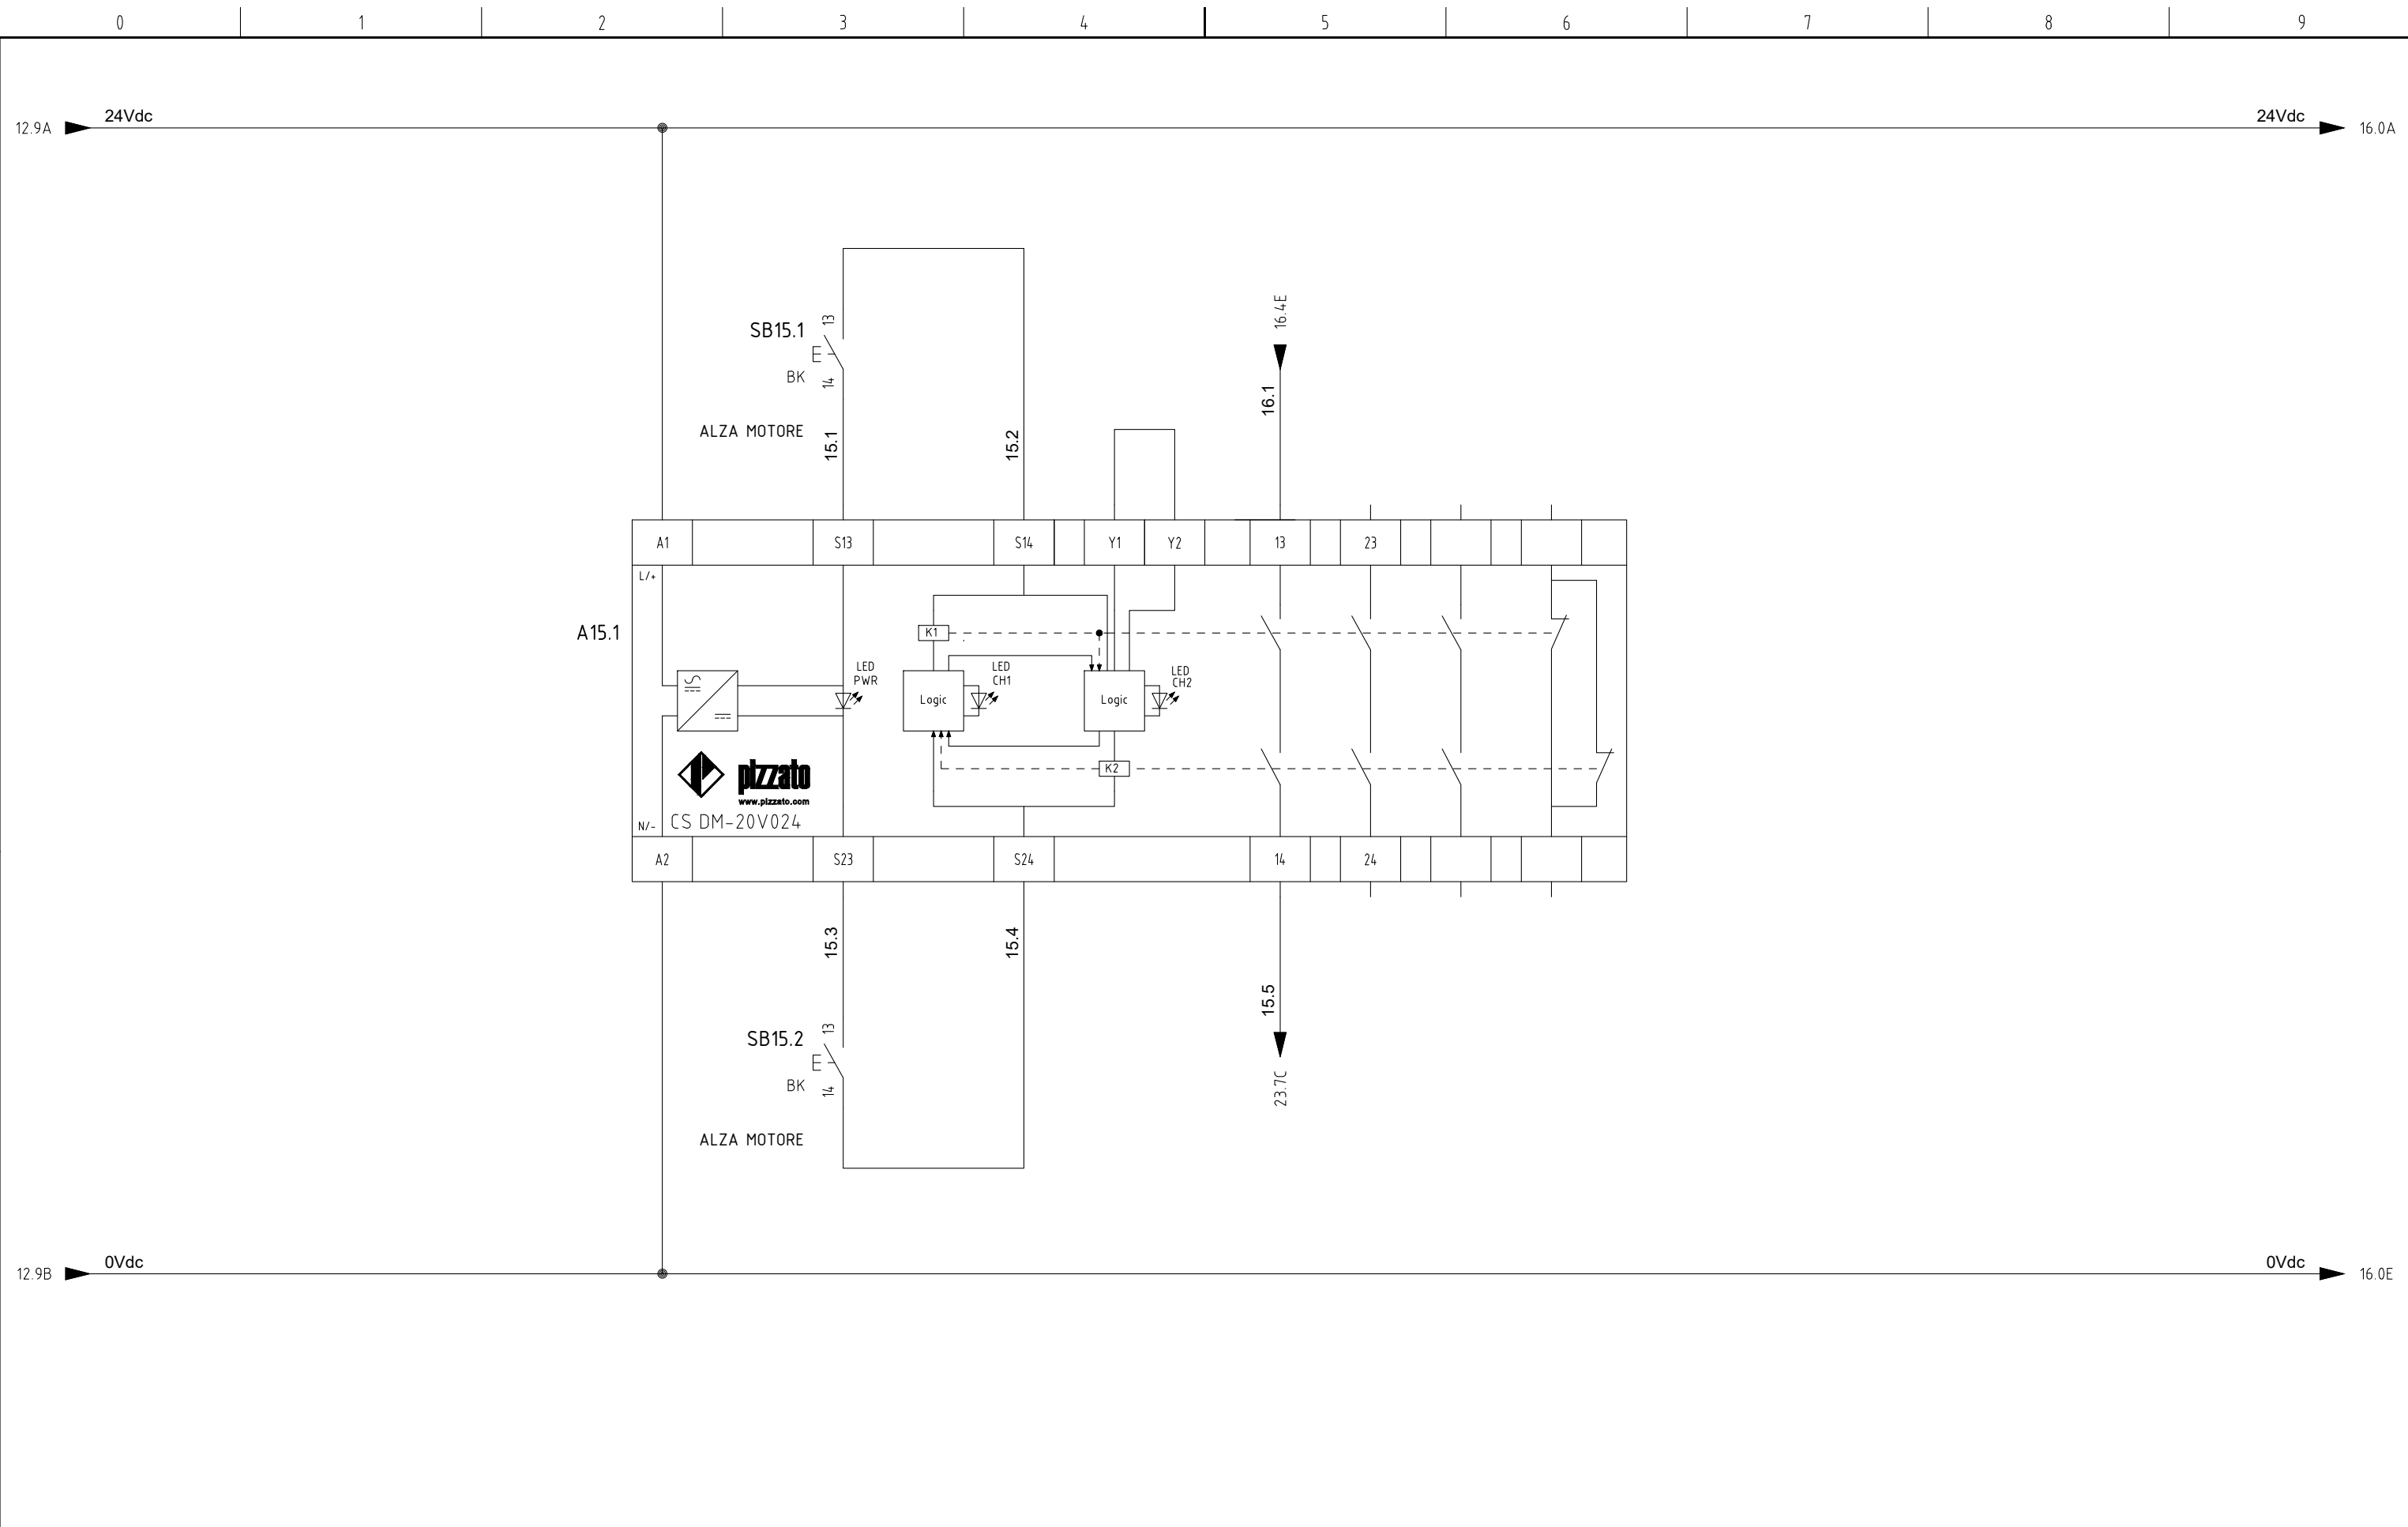 0 1 2 3 4 5 6 7 8 9
24Vdc 24Vdc
12.9A 16.0A
16.4E
SB15.1 13
BK 14
16.1
ALZA MOTORE 15.1 15.2
A1 S13 S14 Y1 Y2 13 23
L/+
A15.1 K1
LED PWR
LED CH1
LED CH2
Logic Logic
pizzato
www.pizzato.com
K2
N/- CS DM-20V024
A2 S23 S24 14 24
15.3 15.4
15.5
SB15.2 13
BK 14
23.7C
ALZA MOTORE
0Vdc 0Vdc
12.9B 16.0E